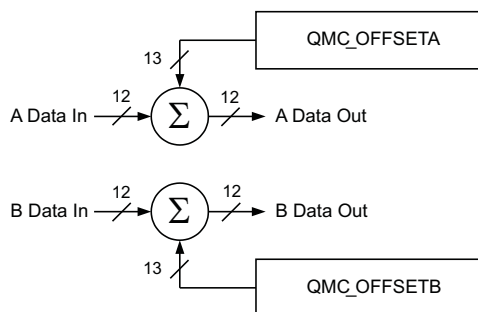 QMC_OFFSETA
13
12
12
A Data In
Σ
A Data Out
12
12
B Data In
Σ
B Data Out
13
QMC_OFFSETB